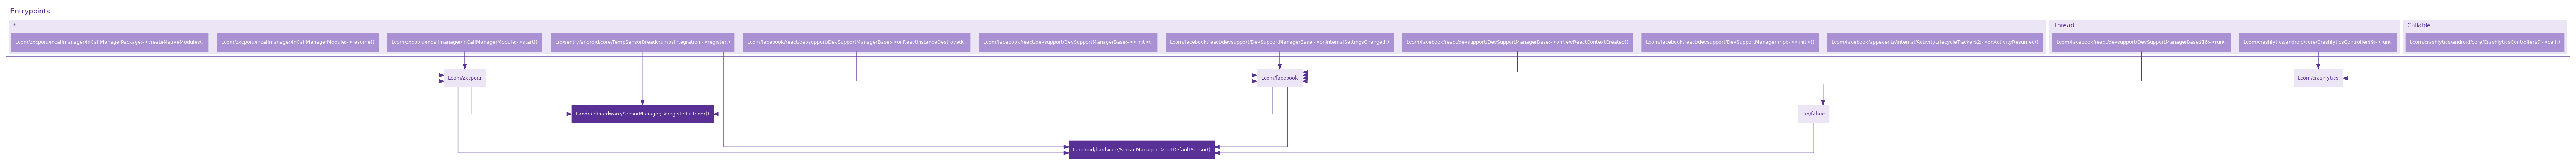 Entrypoints
*
Thread
Callable
Lcom/zxcpoiu/incallmanager/InCallManagerPackage;->createNativeModules()
Lcom/zxcpoiu/incallmanager/InCallManagerModule;->resume()
Lcom/zxcpoiu/incallmanager/InCallManagerModule;->start()
Lio/sentry/android/core/TempSensorBreadcrumbsIntegration;->register()
Lcom/facebook/react/devsupport/DevSupportManagerBase;->onReactInstanceDestroyed()
Lcom/facebook/react/devsupport/DevSupportManagerBase;-><init>()
Lcom/facebook/react/devsupport/DevSupportManagerBase;->onInternalSettingsChanged()
Lcom/facebook/react/devsupport/DevSupportManagerBase;->onNewReactContextCreated()
Lcom/facebook/react/devsupport/DevSupportManagerImpl;-><init>()
Lcom/facebook/appevents/internal/ActivityLifecycleTracker$2;->onActivityResumed()
Lcom/facebook/react/devsupport/DevSupportManagerBase$16;->run()
Lcom/crashlytics/android/core/CrashlyticsController$6;->run()
Lcom/crashlytics/android/core/CrashlyticsController$7;->call()
Lcom/zxcpoiu
Lcom/facebook
Lcom/crashlytics
Landroid/hardware/SensorManager;->registerListener()
Lio/fabric
Landroid/hardware/SensorManager;->getDefaultSensor()